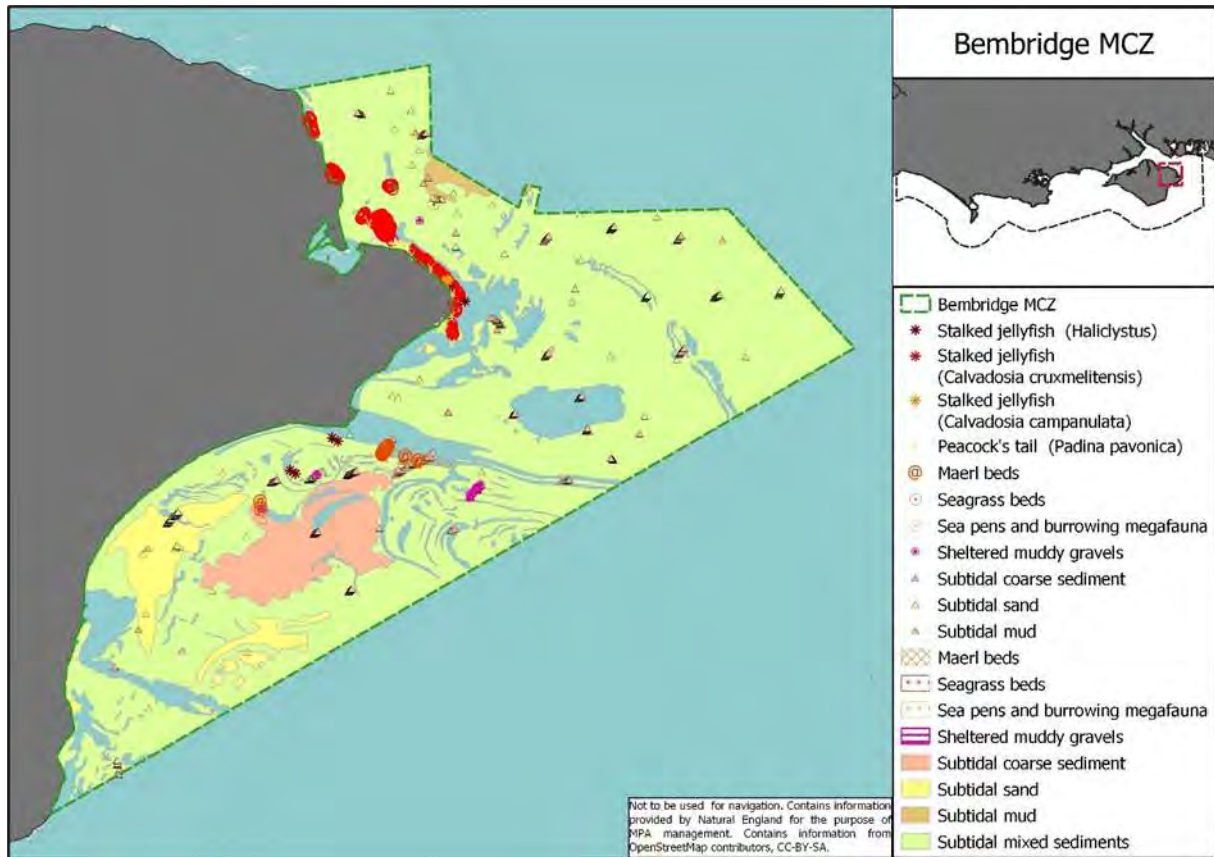 Bembridge MCZ
Bembridge MCZ
Stalked jellyfish (Haliclystus)
Stalked jellyfish
(Calvadosia cruxmelitensis)
Stalked jellyfish
(Calvadosia campanulata)
Peacock's tail (Padina pavonica)
Maerl beds
Seagrass beds
Sea pens and burrowing megafauna
Sheltered muddy gravels
Subtidal coarse sediment
Subtidal sand
Subtidal mud
Maerl beds
Seagrass beds
Sea pens and burrowing megafauna
Sheltered muddy gravels
Subtidal coarse sediment
Subtidal sand
Subtidal mud
Subtidal mixed sediments
Not to be used for navigation. Contains information
provided by Natural England for the purpose of
MPA management. Contains information from
OpenStreetMap contributors, CC-BY-SA.